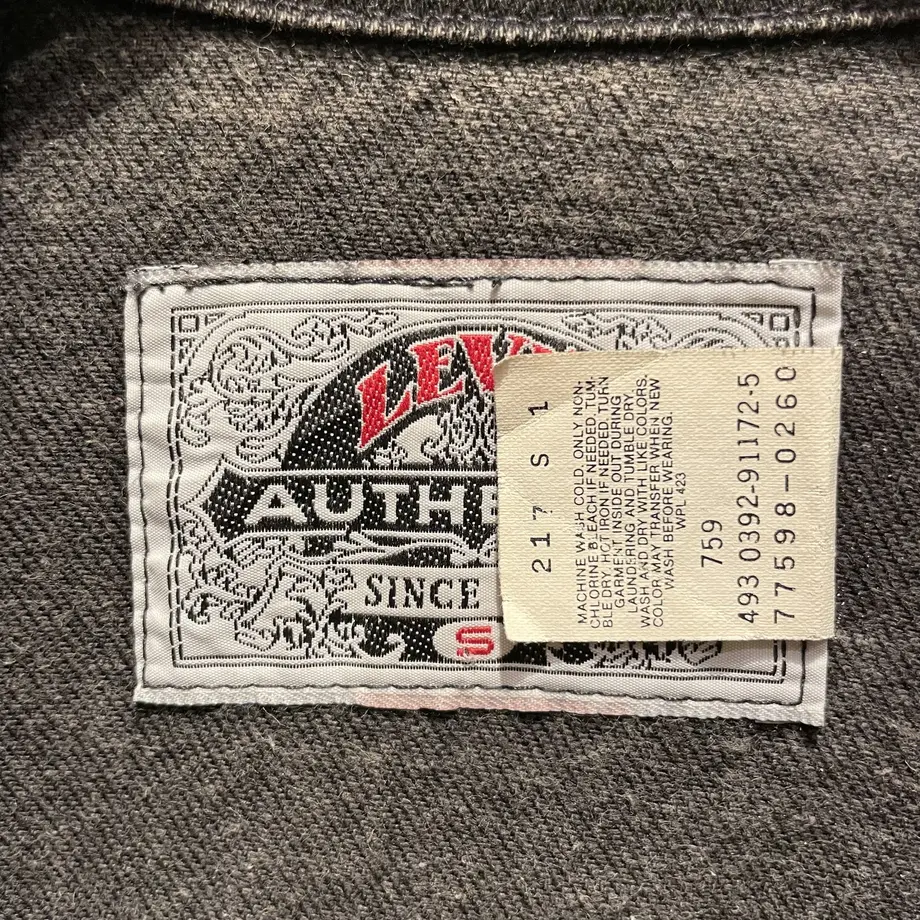 LEV
AUTHE
SINCE
S
217 S 1
MACHINE WASH COLD. ONLY NON-
CHLORINE BLEACH IF NEEDED. TUM-
BLE DRY. HOT IRON IF NEEDED. TURN
GARMENT INSIDE OUT DURING
LAUNDERING AND TUMBLE DRY.
WASH AND DRY WITH LIKE COLORS.
COLOR MAY TRANSFER WHEN NEW
WASH BEFORE WEARING.
WPL 423
759
493 0392-91172-5
77598-0260